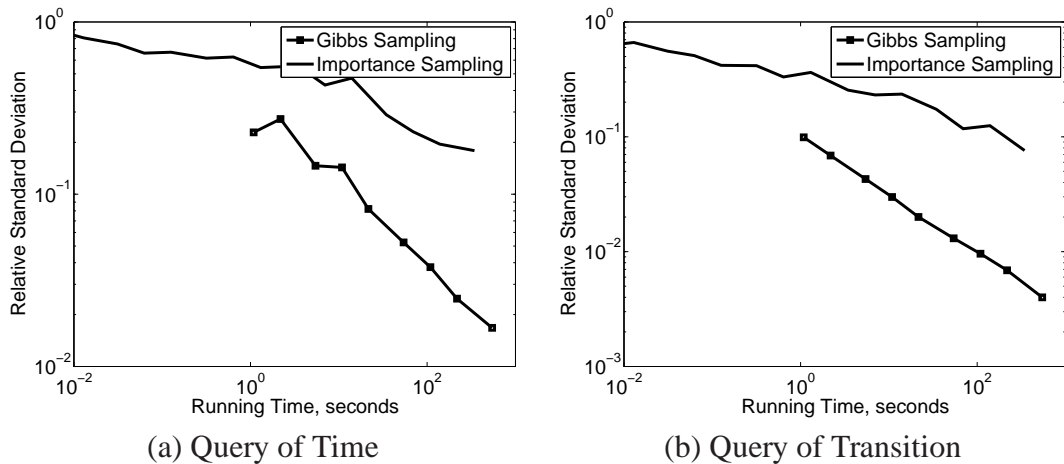 10^0
10^-1
10^-2
Relative Standard Deviation
Gibbs Sampling
Importance Sampling
10^-2
10^0
10^2
Running Time, seconds
(a) Query of Time
10^0
10^-1
10^-2
10^-3
Relative Standard Deviation
Gibbs Sampling
Importance Sampling
10^-2
10^0
10^2
Running Time, seconds
(b) Query of Transition